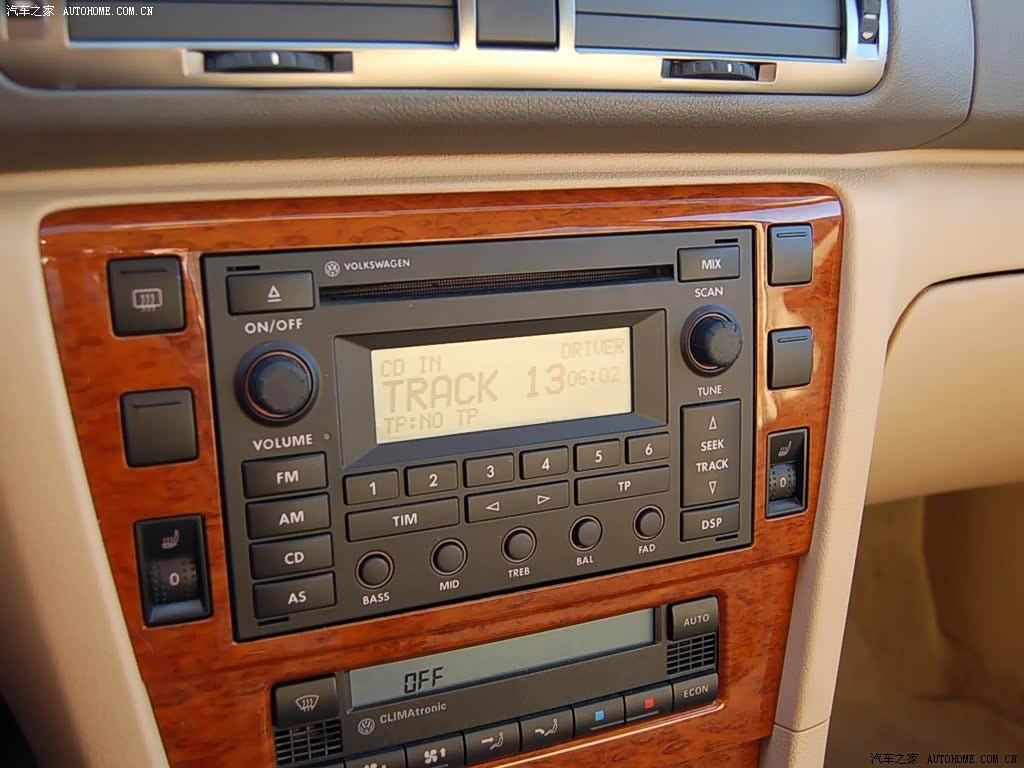 汽车之家 AUTOHOME.COM.CN
VOLKSWAGEN
MIX
ON/OFF
SCAN
CD IN DRIVER
TRACK 13 06:02
TP:NO TP
TUNE
VOLUME
SEEK
TRACK
FM
1 2 3 4 5 6
AM
TIM
TP
0
CD
DSP
AS
BASS MID TREB BAL FAD
0
AUTO
OFF
ECON
CLIMAtronic
汽车之家 AUTOHOME.COM.CN